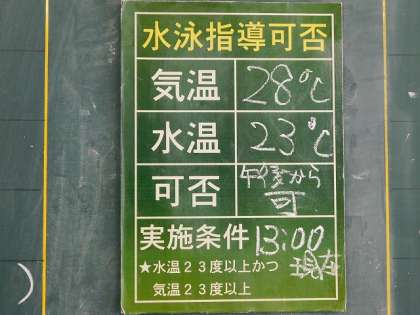 水泳指導可否
気温 28℃
水温 23℃
可否 午後から
可
実施条件 13:00
★水温23度以上かつ 現在
気温23度以上